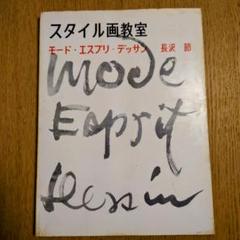 スタイル画教室
モード・エスプリ・デッサン 長沢 節
mode
Esprit
dessin